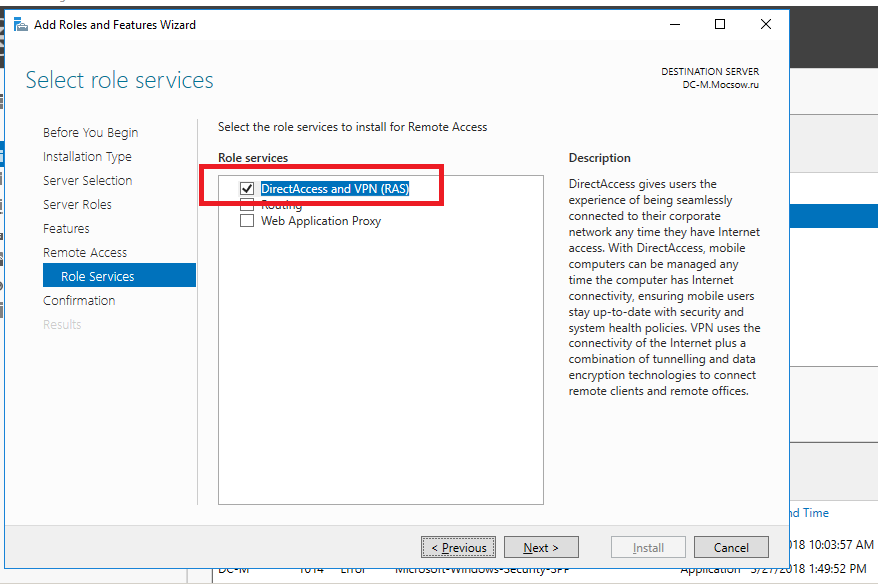 Add Roles and Features Wizard
Select role services
DESTINATION SERVER
DC-M.Mocsow.ru
Before You Begin
Installation Type
Server Selection
Server Roles
Features
Remote Access
Role Services
Confirmation
Results
Select the role services to install for Remote Access
Role services
DirectAccess and VPN (RAS)
Routing
Web Application Proxy
Description
DirectAccess gives users the
experience of being seamlessly
connected to their corporate
network any time they have Internet
access. With DirectAccess, mobile
computers can be managed any
time the computer has Internet
connectivity, ensuring mobile users
stay up-to-date with security and
system health policies. VPN uses the
connectivity of the Internet plus a
combination of tunnelling and data
encryption technologies to connect
remote clients and remote offices.
< Previous
Next >
Install
Cancel
nd Time
018 10:03:57 AM
DC-M 1014 Error Microsoft-Windows-Security-SPP Application 5/27/2018 1:49:52 PM